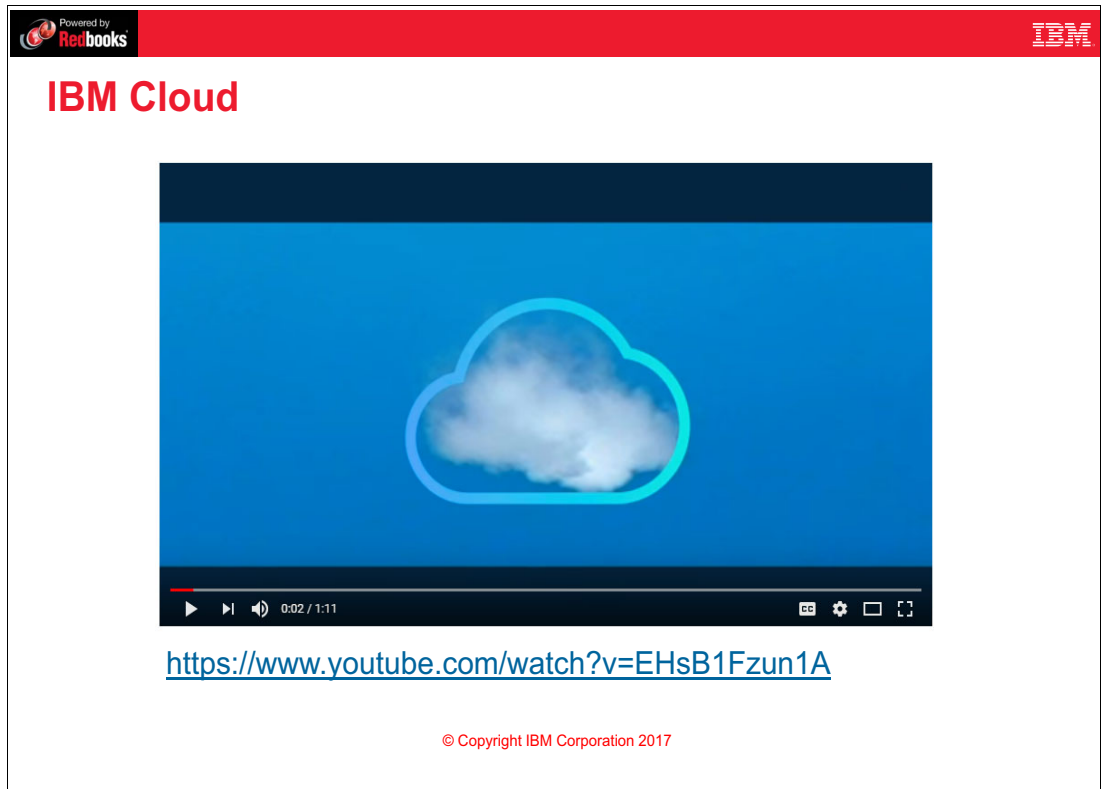 Powered by
Redbooks
IBM
IBM Cloud
0:02 / 1:11
CC
https://www.youtube.com/watch?v=EHsB1Fzun1A
© Copyright IBM Corporation 2017